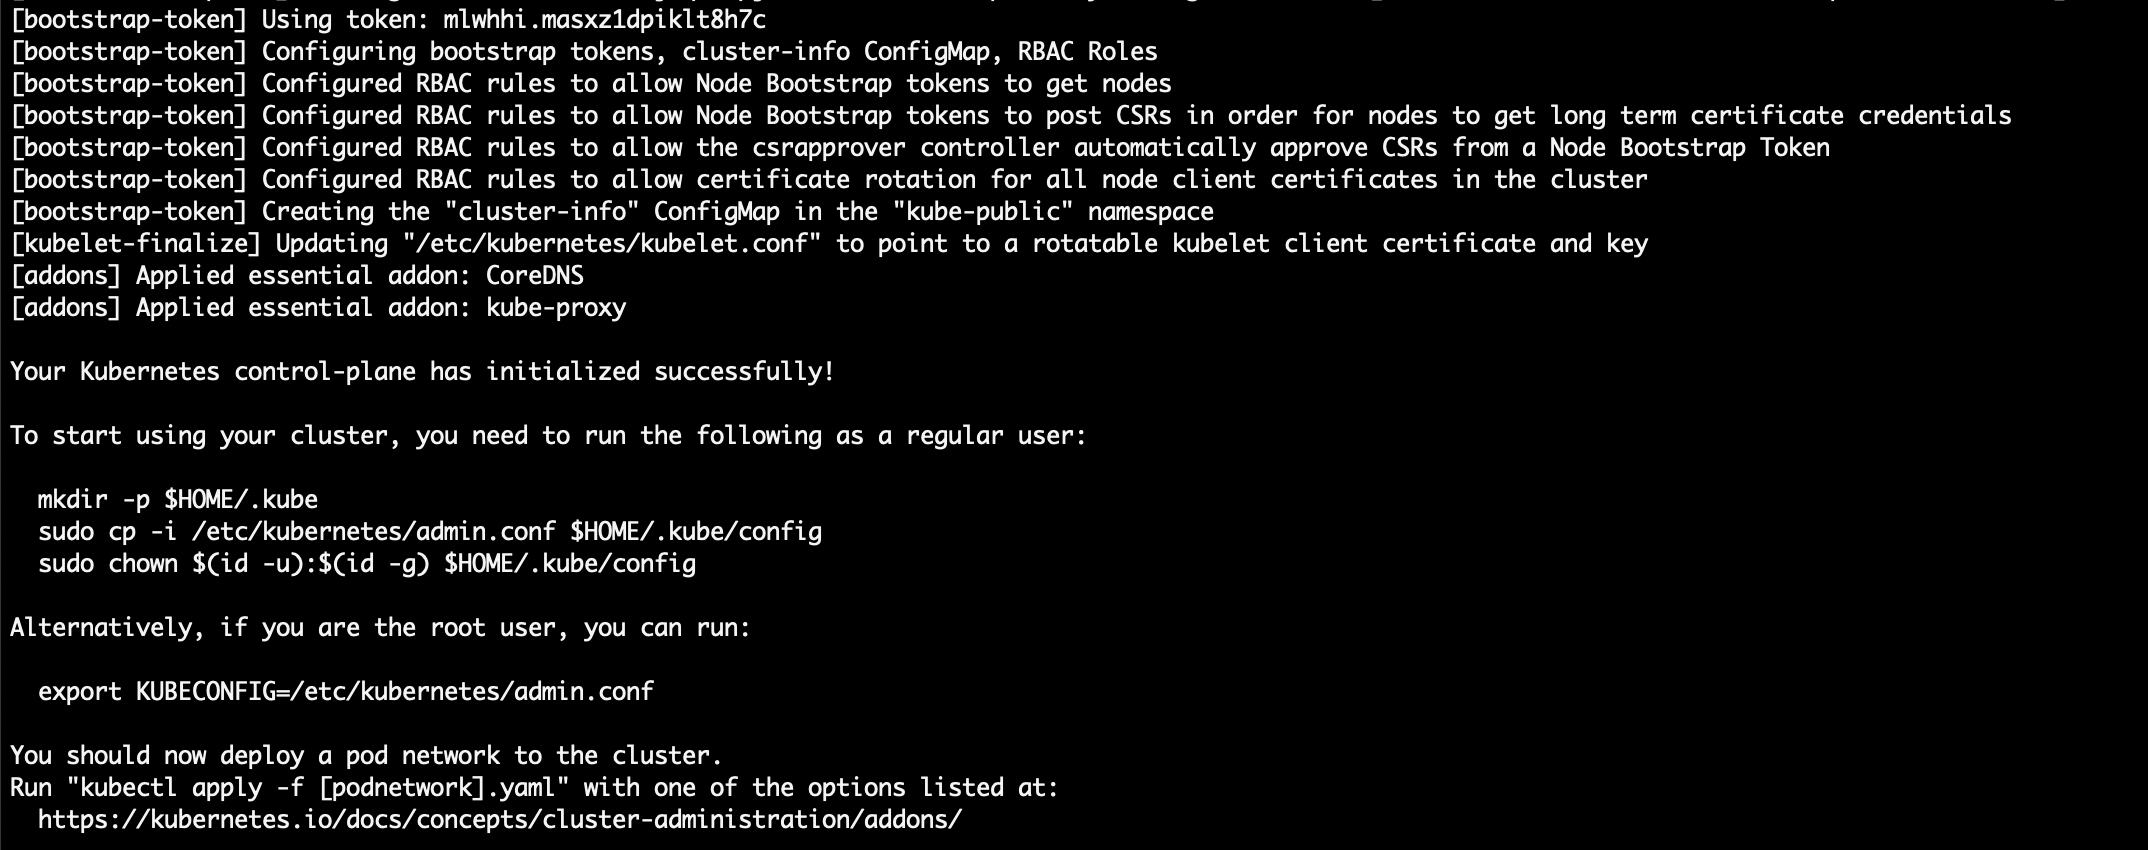 [bootstrap-token] Using token: mlwhhi.masxz1dpiklt8h7c
[bootstrap-token] Configuring bootstrap tokens, cluster-info ConfigMap, RBAC Roles
[bootstrap-token] Configured RBAC rules to allow Node Bootstrap tokens to get nodes
[bootstrap-token] Configured RBAC rules to allow Node Bootstrap tokens to post CSRs in order for nodes to get long term certificate credentials
[bootstrap-token] Configured RBAC rules to allow the csrapprover controller automatically approve CSRs from a Node Bootstrap Token
[bootstrap-token] Configured RBAC rules to allow certificate rotation for all node client certificates in the cluster
[bootstrap-token] Creating the "cluster-info" ConfigMap in the "kube-public" namespace
[kubelet-finalize] Updating "/etc/kubernetes/kubelet.conf" to point to a rotatable kubelet client certificate and key
[addons] Applied essential addon: CoreDNS
[addons] Applied essential addon: kube-proxy
Your Kubernetes control-plane has initialized successfully!
To start using your cluster, you need to run the following as a regular user:
mkdir -p $HOME/.kube
sudo cp -i /etc/kubernetes/admin.conf $HOME/.kube/config
sudo chown $(id -u):$(id -g) $HOME/.kube/config
Alternatively, if you are the root user, you can run:
export KUBECONFIG=/etc/kubernetes/admin.conf
You should now deploy a pod network to the cluster.
Run "kubectl apply -f [podnetwork].yaml" with one of the options listed at:
https://kubernetes.io/docs/concepts/cluster-administration/addons/